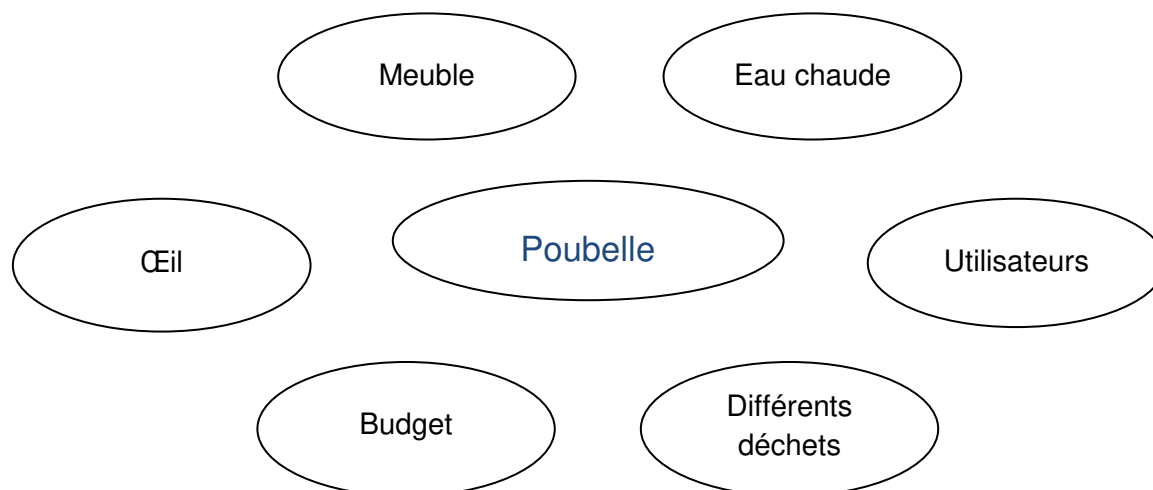 Meuble
Eau chaude
Œil
Poubelle
Utilisateurs
Budget
Différents
déchets